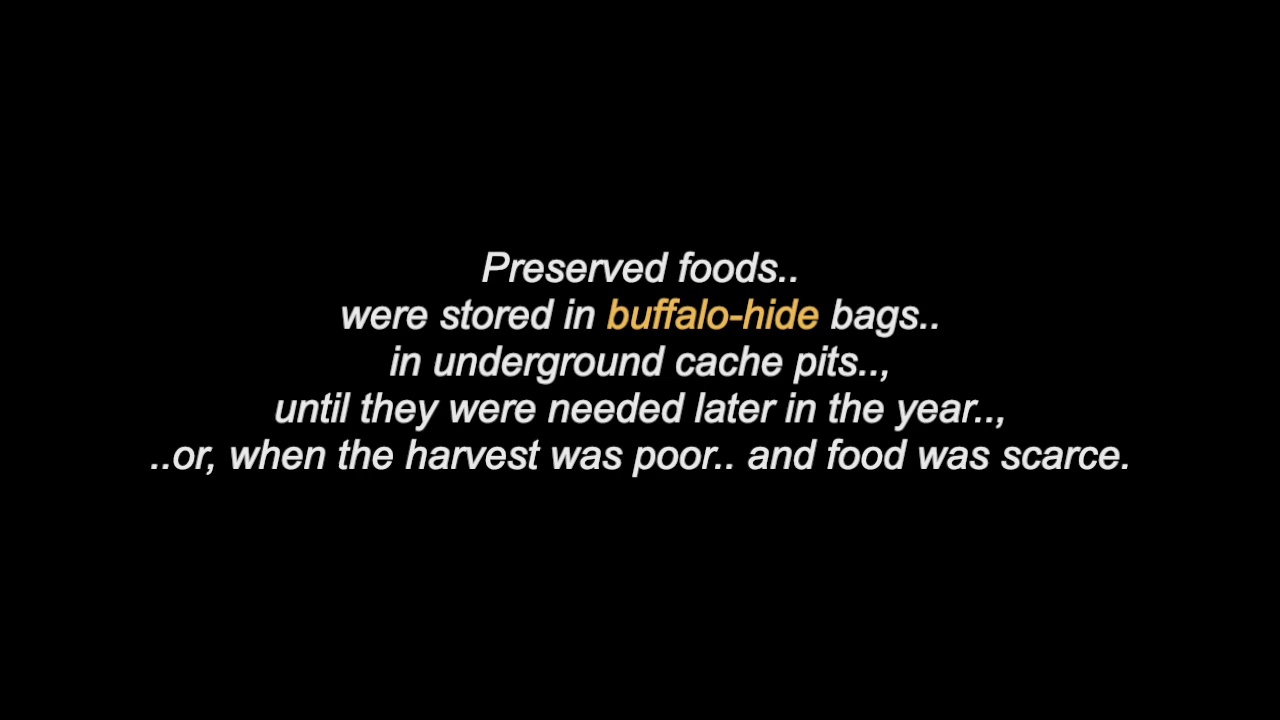 Preserved foods..
were stored in buffalo-hide bags..
in underground cache pits..,
until they were needed later in the year..,
..or, when the harvest was poor.. and food was scarce.